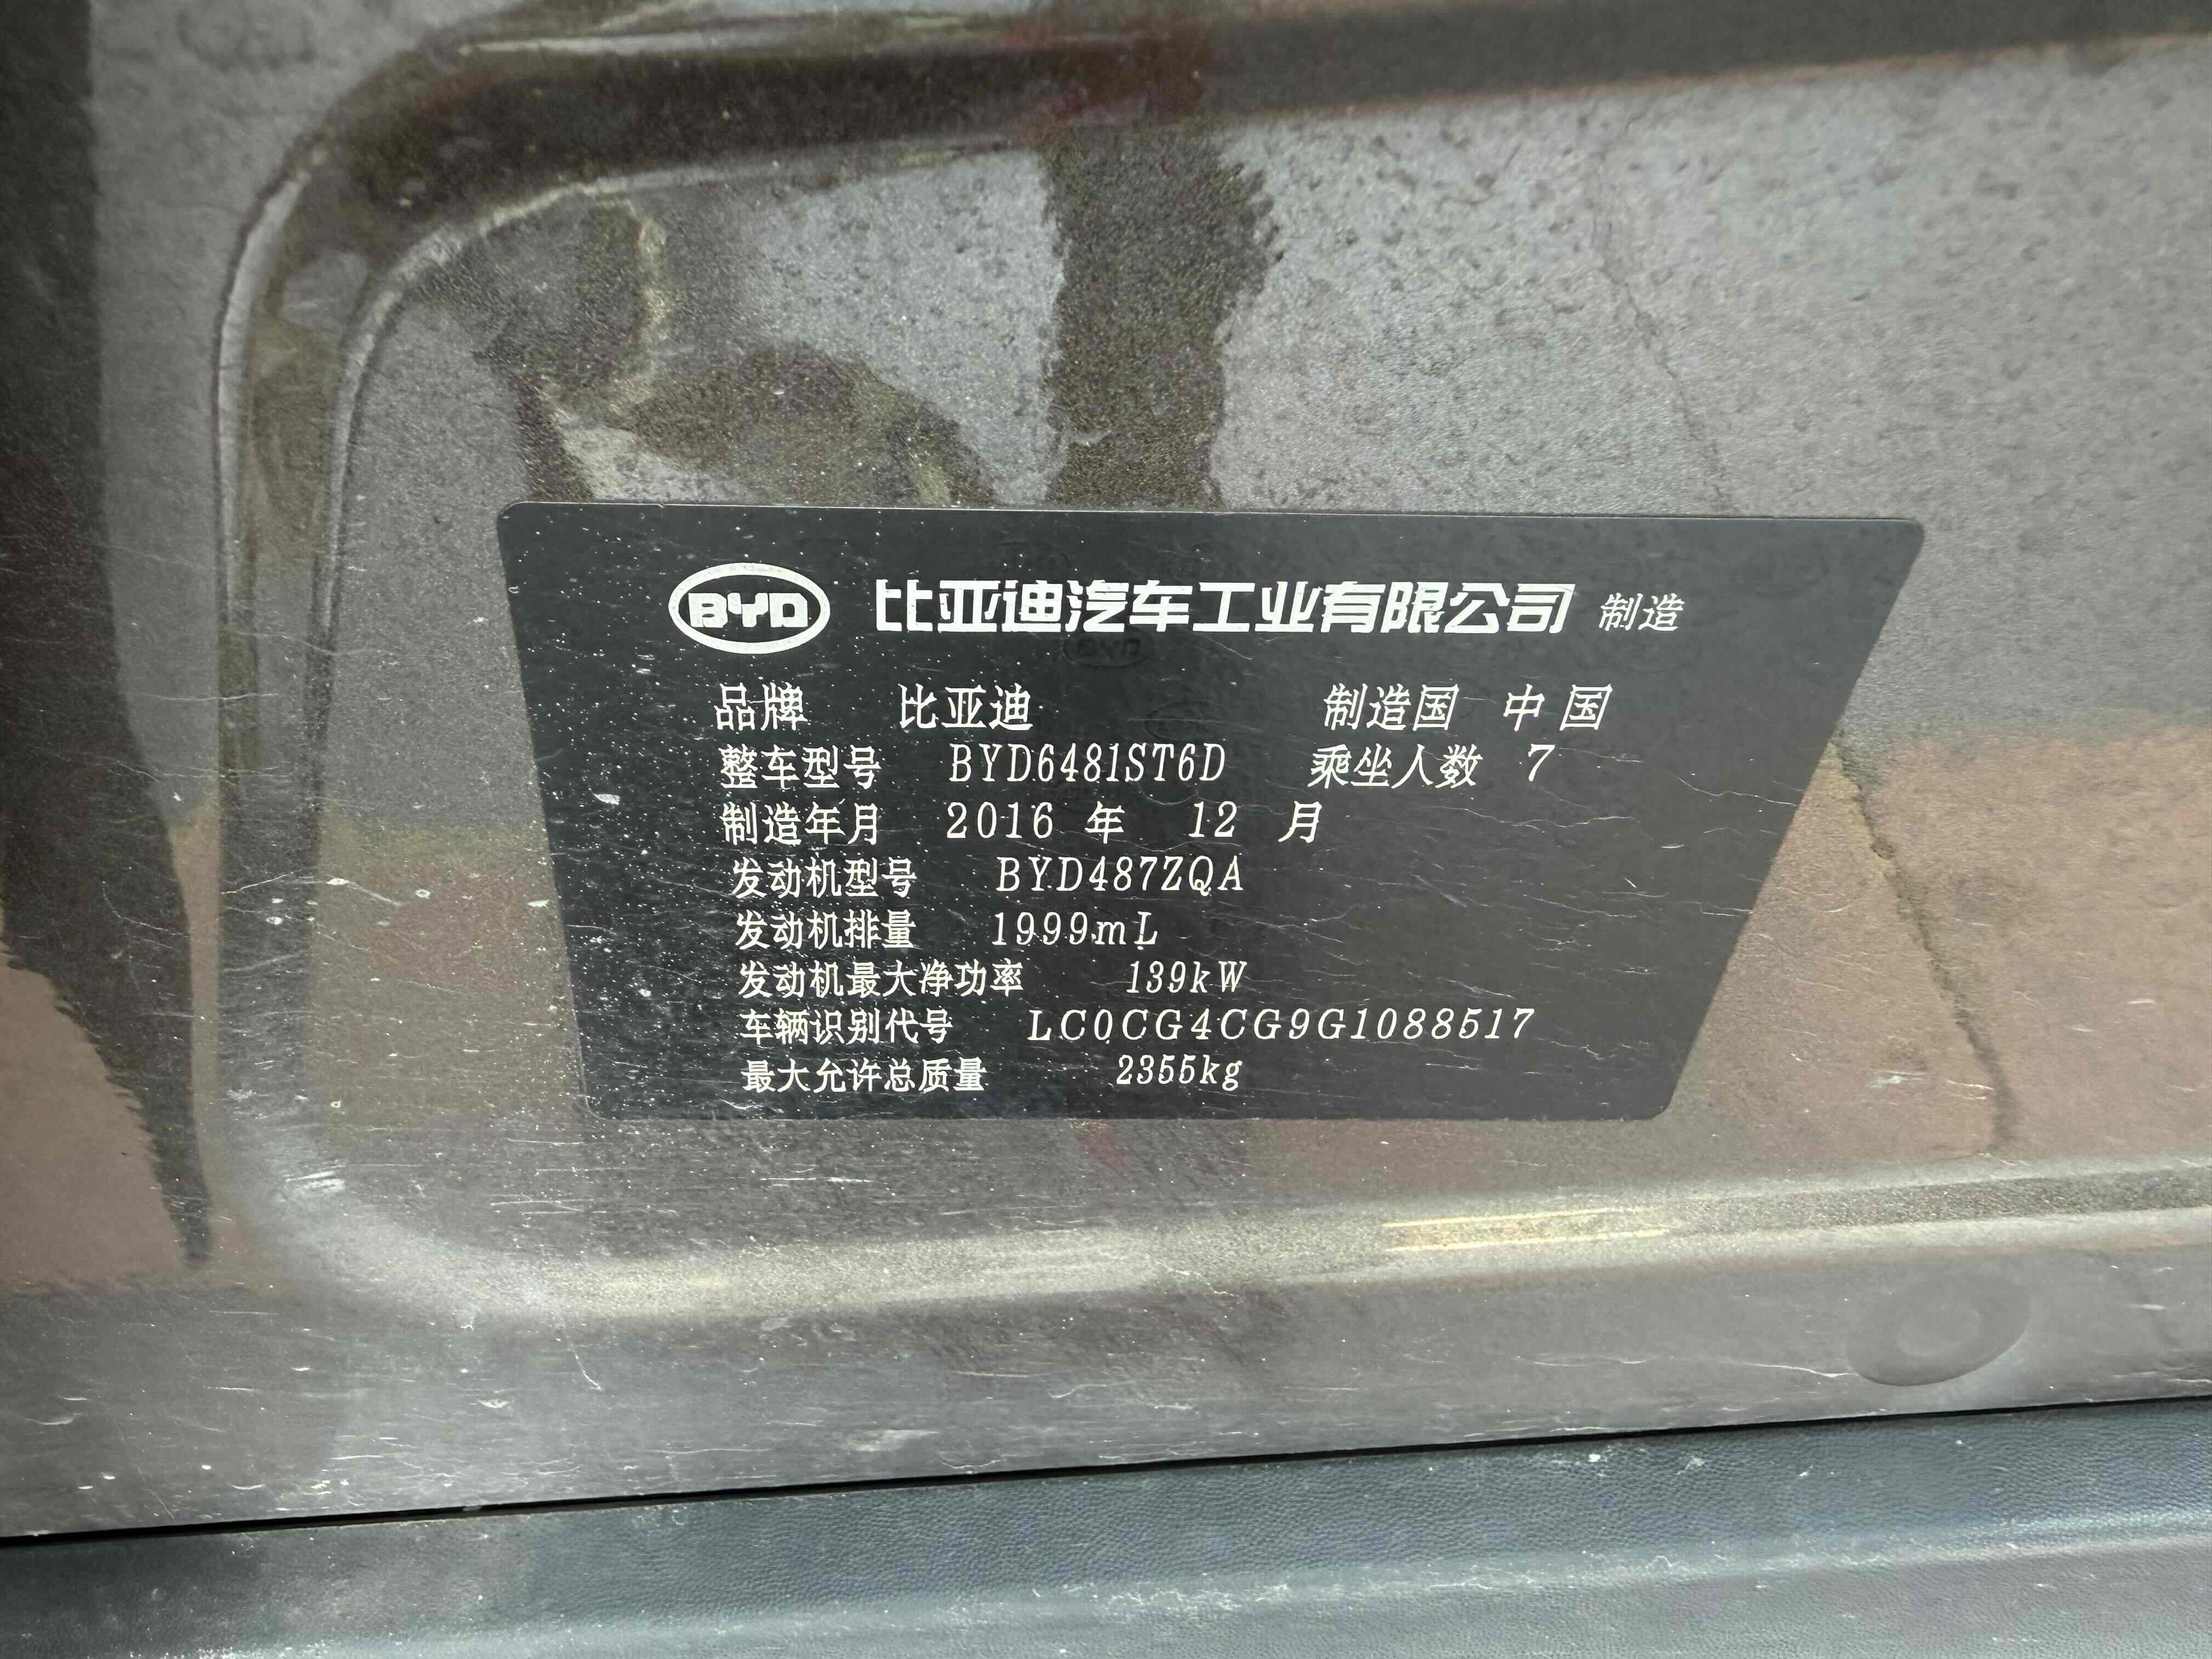 BYD 比亚迪汽车工业有限公司 制造
品牌 比亚迪 制造国 中国
整车型号 BYD6481ST6D 乘坐人数 7
制造年月 2016 年 12 月
发动机型号 BYD487ZQA
发动机排量 1999mL
发动机最大净功率 139kW
车辆识别代号 LC0CG4CG9G1088517
最大允许总质量 2355kg